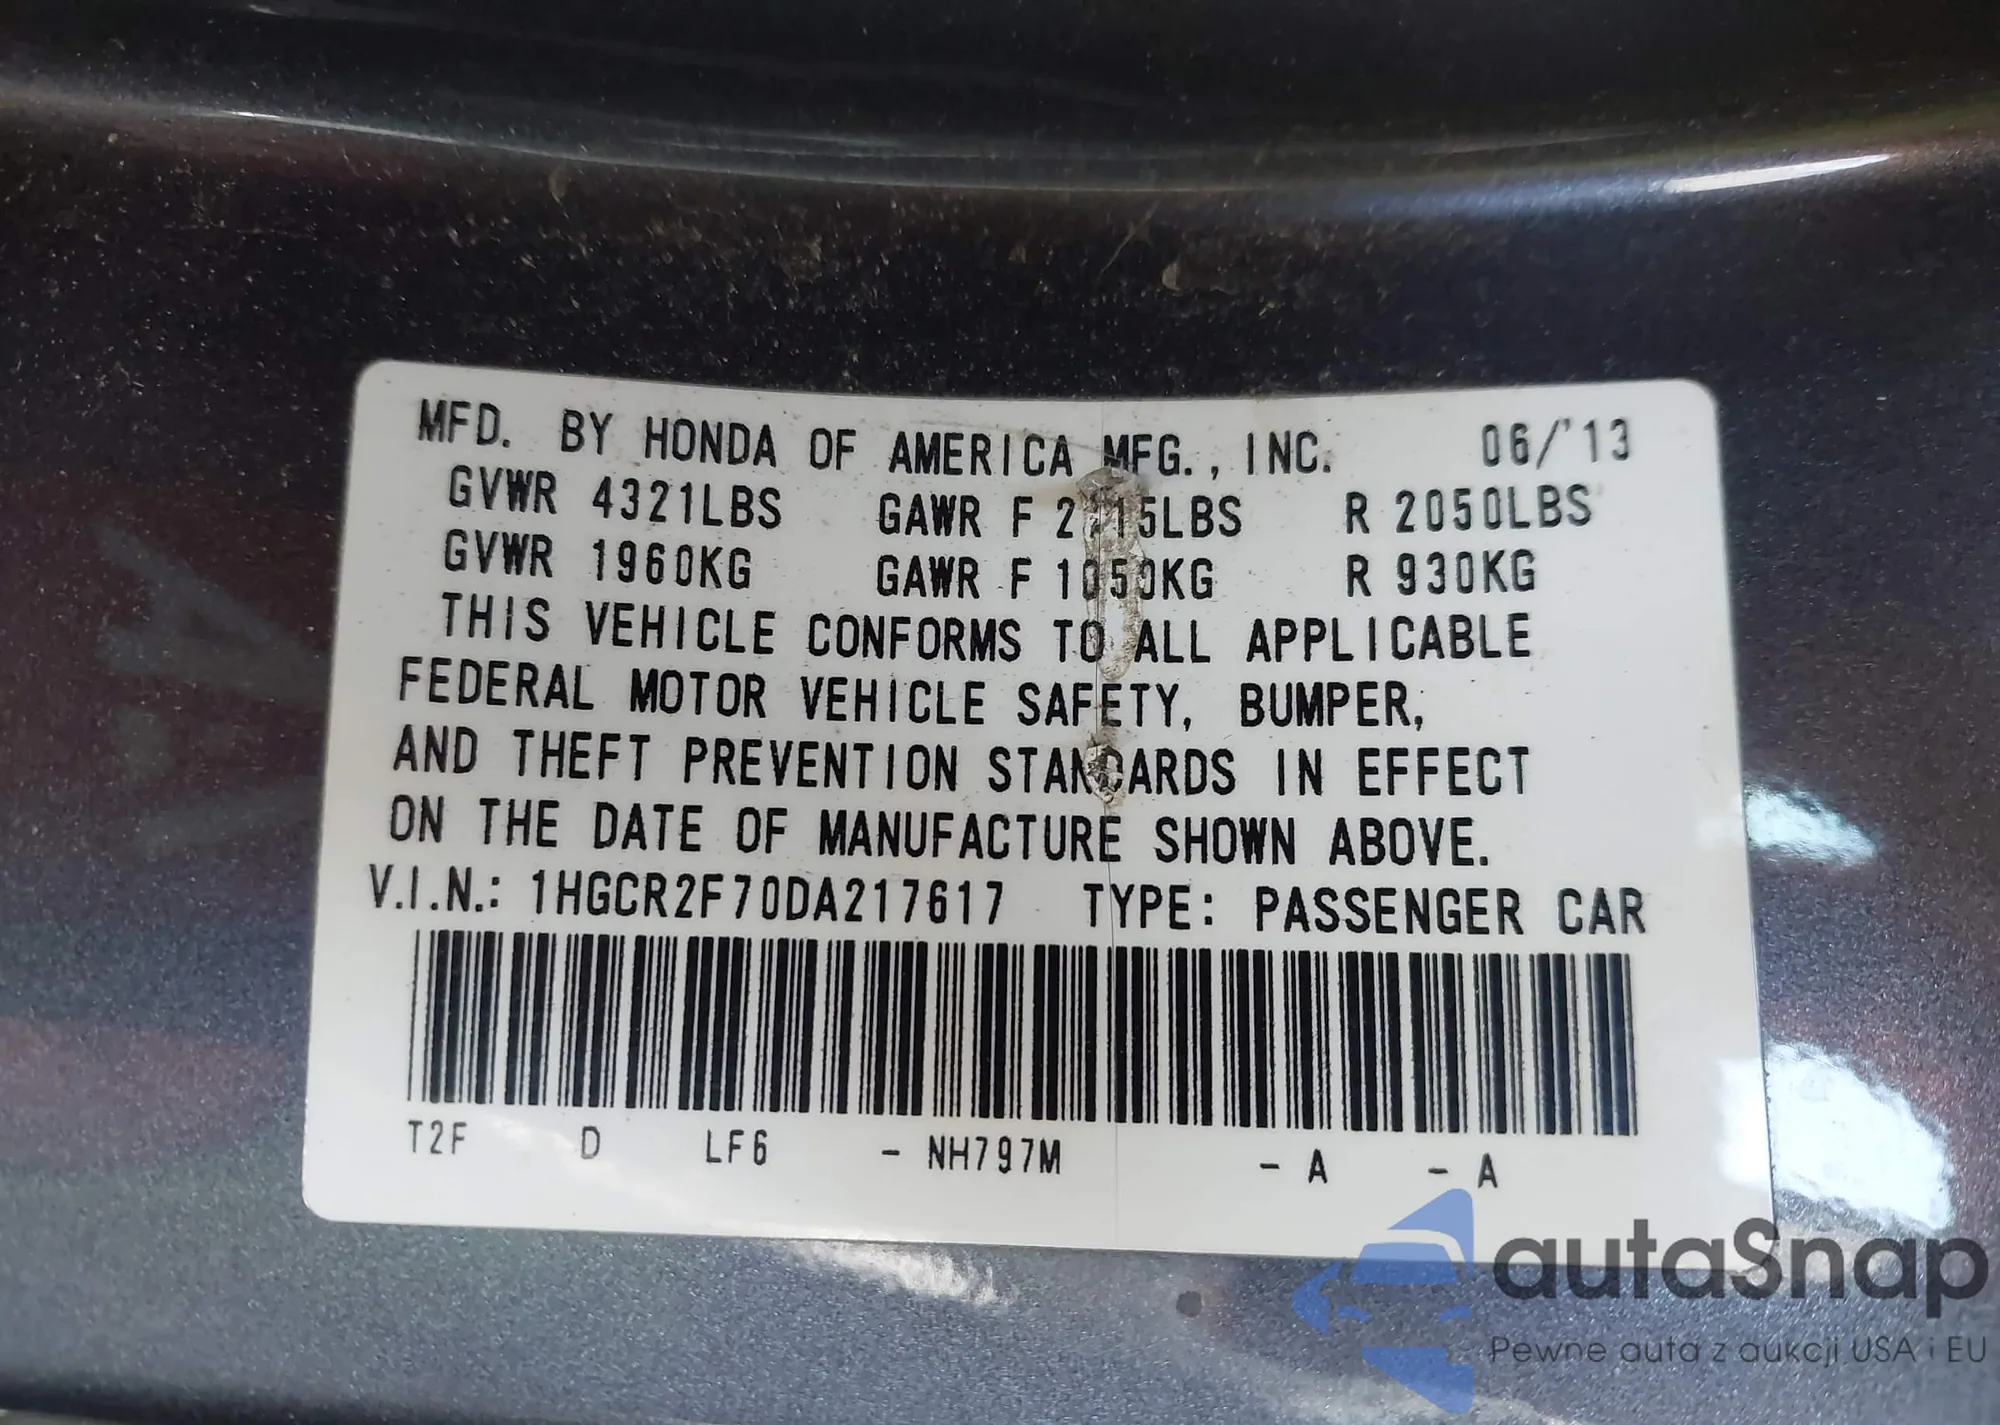 MFD. BY HONDA OF AMERICA MFG., INC. 06/'13
GVWR 4321LBS GAWR F LBS R 2050LBS
GVWR 1960KG GAWR F 1050KG R 930KG
THIS VEHICLE CONFORMS TO ALL APPLICABLE
FEDERAL MOTOR VEHICLE SAFETY, BUMPER,
AND THEFT PREVENTION STANDARDS IN EFFECT
ON THE DATE OF MANUFACTURE SHOWN ABOVE.
V.I.N.: 1HGCR2F70DA217617 TYPE: PASSENGER CAR
T2F D LF6 - NH797M - A - A
autaSnap
Pewne auta z aukcji USA i EU